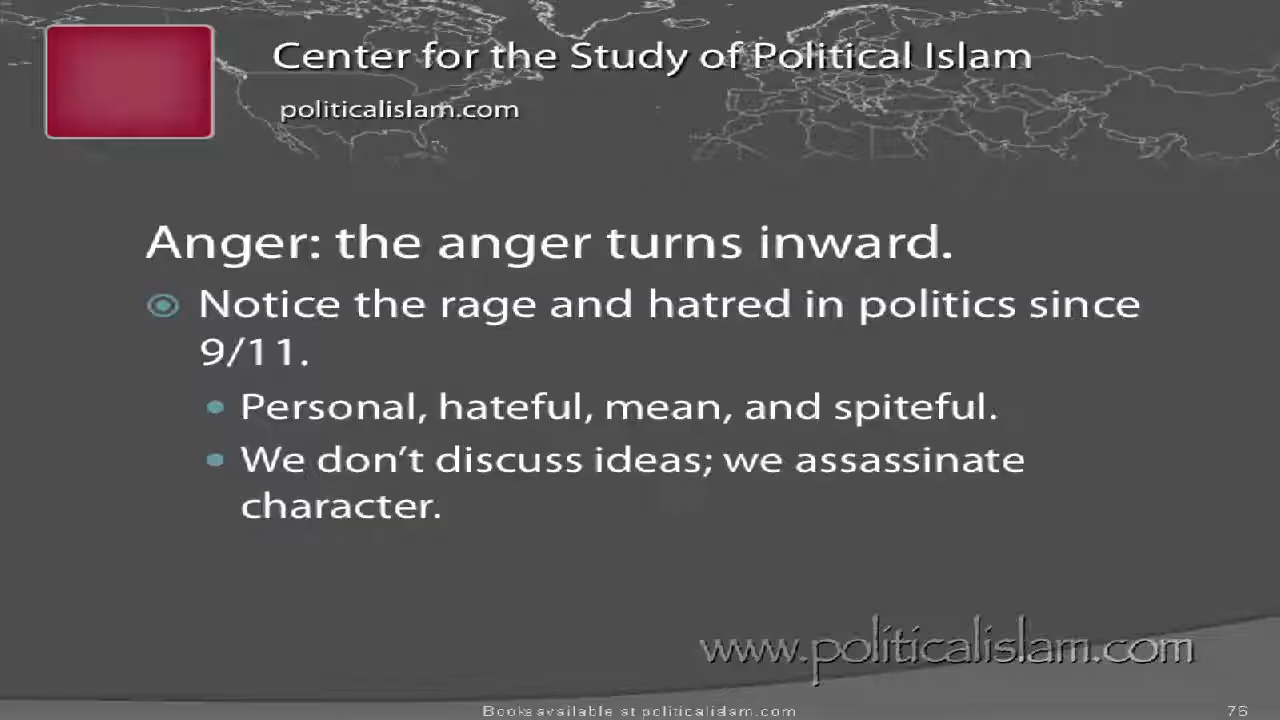 Center for the Study of Political Islam
politicalislam.com
Anger: the anger turns inward.
Notice the rage and hatred in politics since
9/11.
Personal, hateful, mean, and spiteful.
We don't discuss ideas; we assassinate
character.
www.politicalislam.com
Books available at politicalislam.com
76